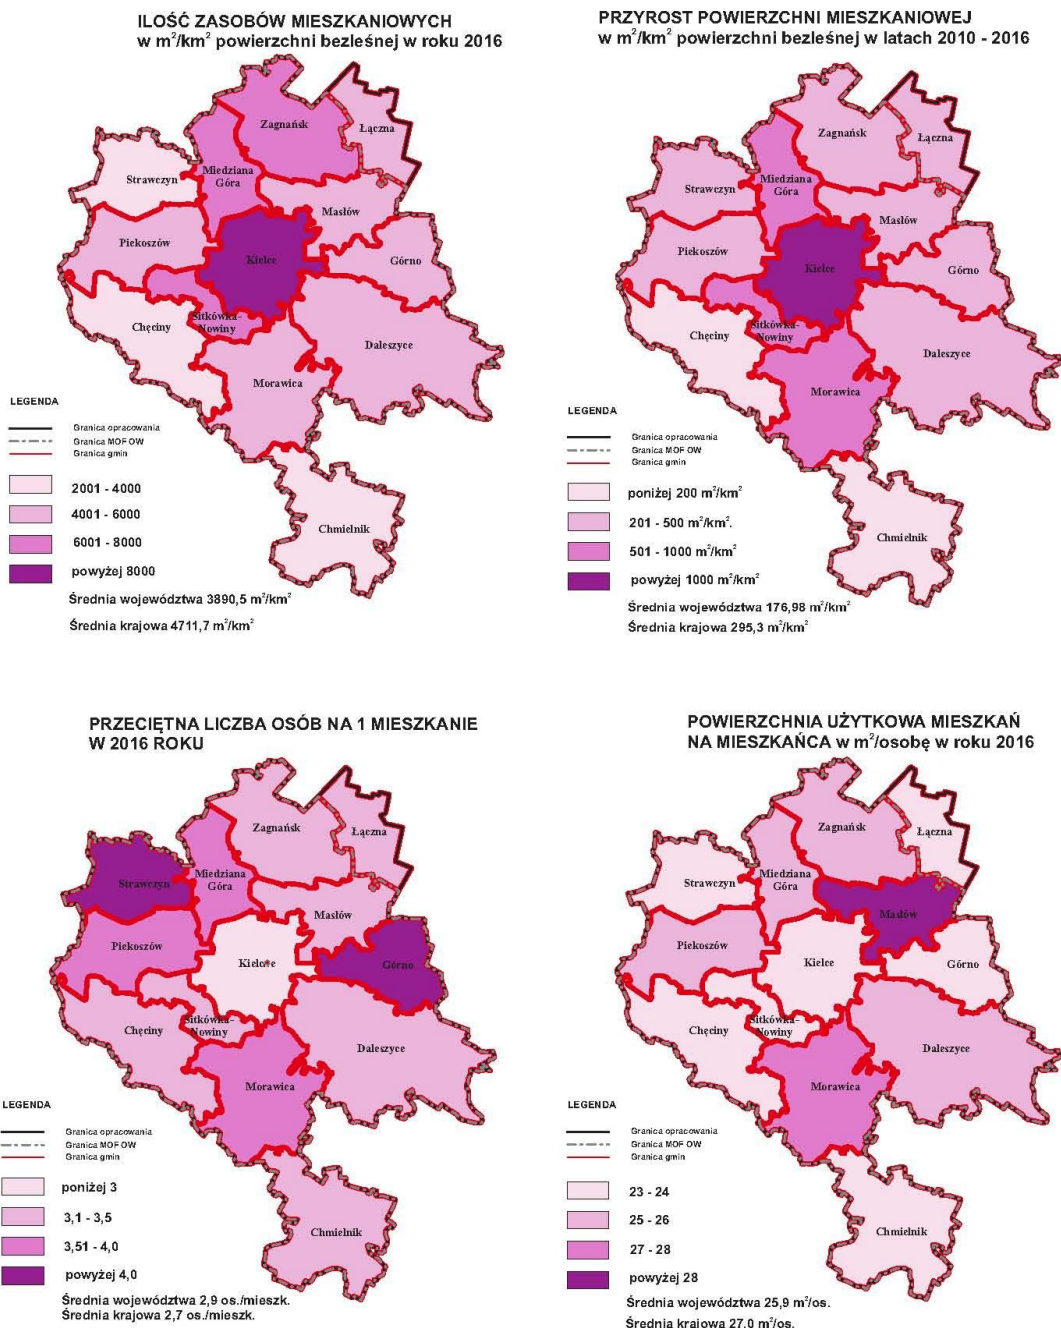 ILOŚĆ ZASOBÓW MIESZKANIOWYCH
w m²/km² powierzchni bezleśnej w roku 2016
Zagnańsk
Łączna
Strawczyn
Miedziana
Góra
Masłów
Piekoszów
Kielce
Górno
Chęciny
Sitkówka-
Nowiny
Daleszyce
Morawica
Chmielnik
LEGENDA
Granica opracowania
Granica MOF OW
Granica gmin
2001 - 4000
4001 - 6000
6001 - 8000
powyżej 8000
Średnia województwa 3890,5 m²/km²
Średnia krajowa 4711,7 m²/km²
PRZYROST POWIERZCHNI MIESZKANIOWEJ
w m²/km² powierzchni bezleśnej w latach 2010 - 2016
Zagnańsk
Łączna
Strawczyn
Miedziana
Góra
Masłów
Piekoszów
Kielce
Górno
Chęciny
Sitkówka-
Nowiny
Daleszyce
Morawica
Chmielnik
LEGENDA
Granica opracowania
Granica MOF OW
Granica gmin
poniżej 200 m²/km²
201 - 500 m²/km².
501 - 1000 m²/km²
powyżej 1000 m²/km²
Średnia województwa 176,98 m²/km²
Średnia krajowa 295,3 m²/km²
PRZECIĘTNA LICZBA OSÓB NA 1 MIESZKANIE
W 2016 ROKU
Zagnańsk
Łączna
Strawczyn
Miedziana
Góra
Masłów
Piekoszów
Kielce
Górno
Chęciny
Sitkówka-
Nowiny
Daleszyce
Morawica
Chmielnik
LEGENDA
Granica opracowania
Granica MOF OW
Granica gmin
poniżej 3
3,1 - 3,5
3,51 - 4,0
powyżej 4,0
Średnia województwa 2,9 os./mieszk.
Średnia krajowa 2,7 os./mieszk.
POWIERZCHNIA UŻYTKOWA MIESZKAŃ
NA MIESZKAŃCA w m²/osobę w roku 2016
Zagnańsk
Łączna
Strawczyn
Miedziana
Góra
Masłów
Piekoszów
Kielce
Górno
Chęciny
Sitkówka-
Nowiny
Daleszyce
Morawica
Chmielnik
LEGENDA
Granica opracowania
Granica MOF OW
Granica gmin
23 - 24
25 - 26
27 - 28
powyżej 28
Średnia województwa 25,9 m²/os.
Średnia krajowa 27,0 m²/os.